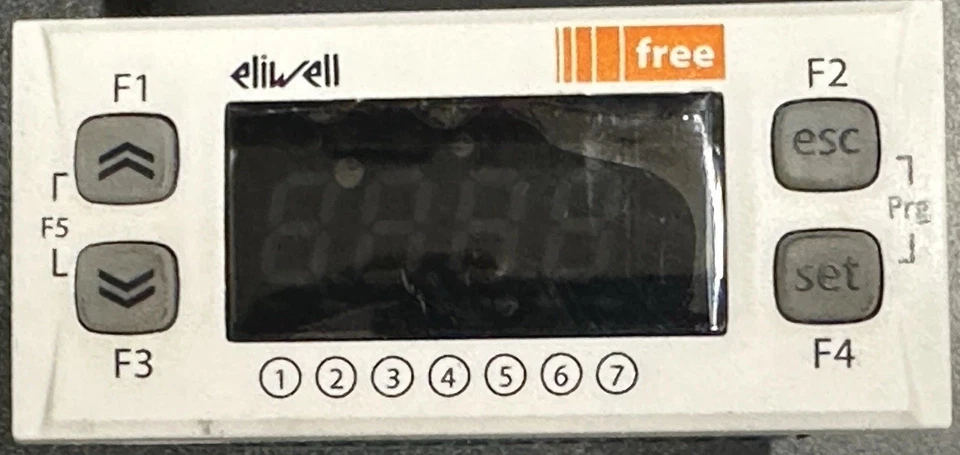 eliwell
free
F1
F2
esc
F5
Prg
set
F3
F4
1 2 3 4 5 6 7